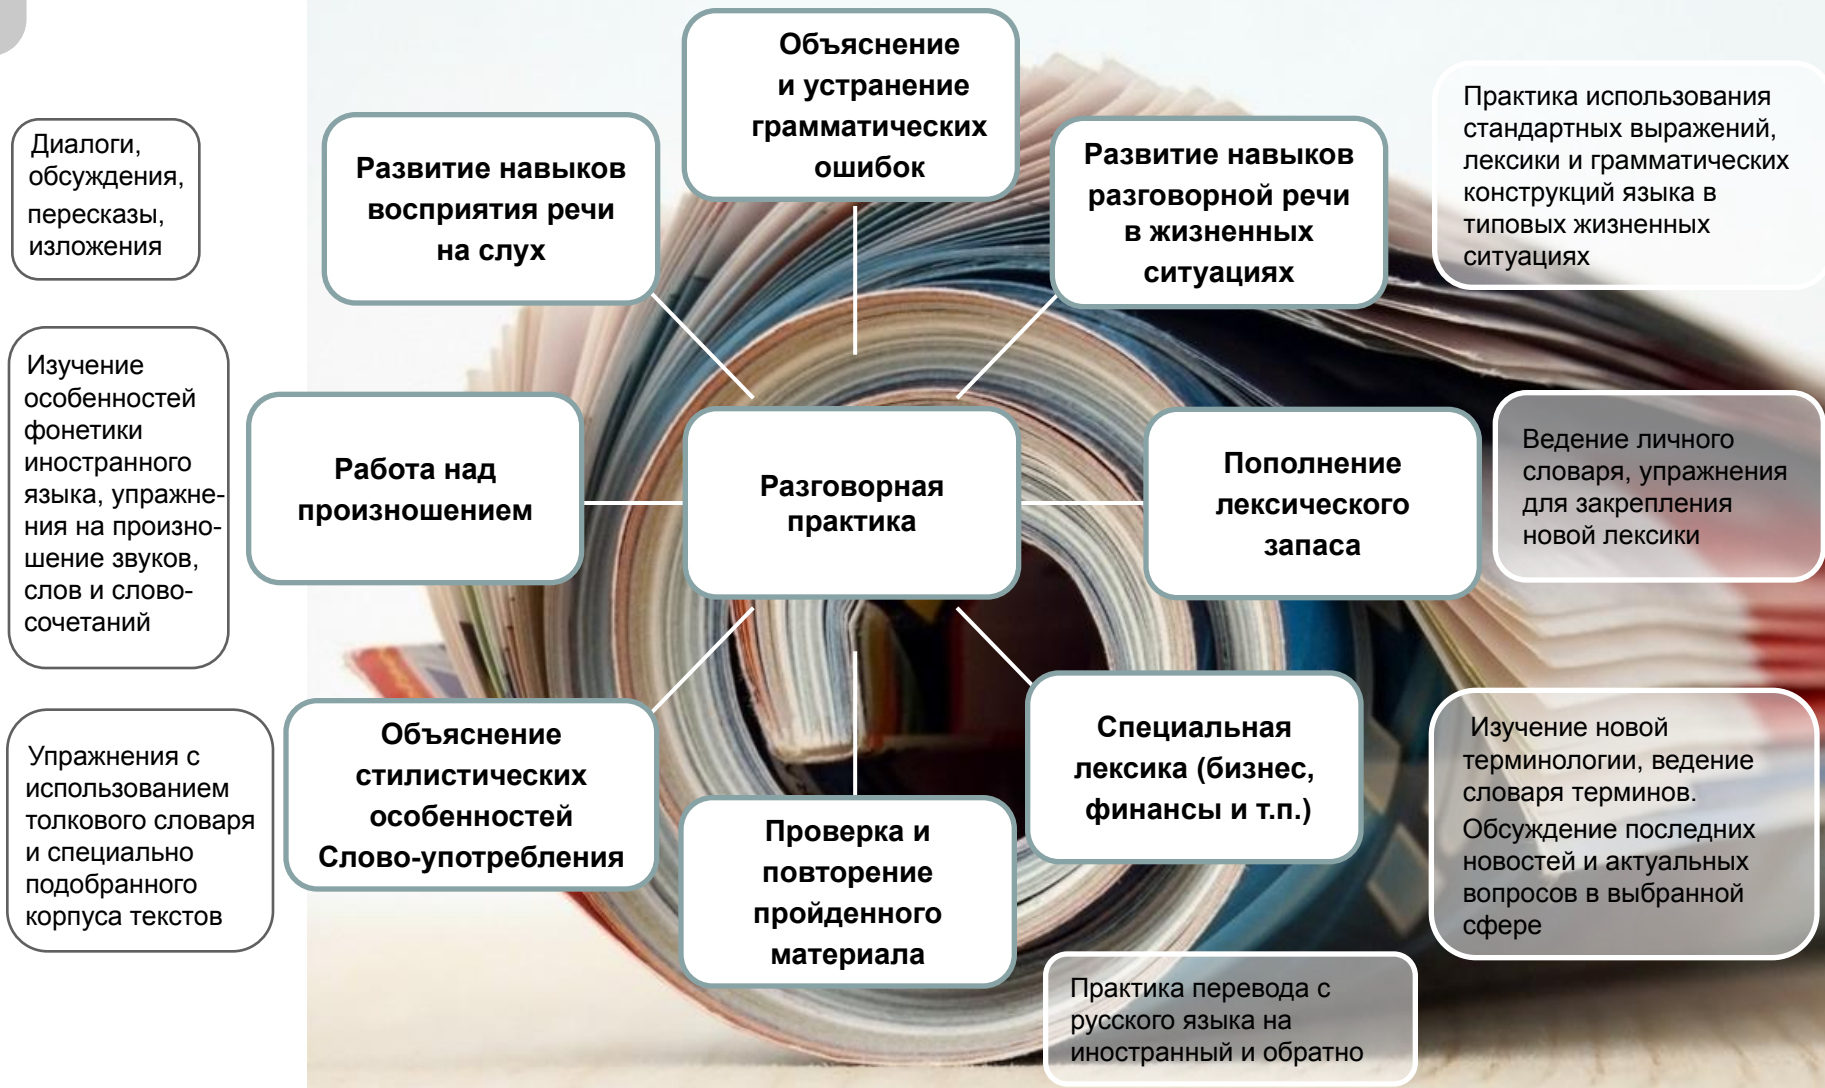 Объяснение
и устранение
грамматических
ошибок
Диалоги,
обсуждения,
пересказы,
изложения
Развитие навыков
восприятия речи
на слух
Развитие навыков
разговорной речи
в жизненных
ситуациях
Практика использования
стандартных выражений,
лексики и грамматических
конструкций языка в
типовых жизненных
ситуациях
Изучение
особенностей
фонетики
иностранного
языка, упражне-
ния на произно-
шение звуков,
слов и слово-
сочетаний
Работа над
произношением
Разговорная
практика
Пополнение
лексического
запаса
Ведение личного
словаря, упражнения
для закрепления
новой лексики
Упражнения с
использованием
толкового словаря
и специально
подобранного
корпуса текстов
Объяснение
стилистических
особенностей
Слово-употребления
Проверка и
повторение
пройденного
материала
Специальная
лексика (бизнес,
финансы и т.п.)
Изучение новой
терминологии, ведение
словаря терминов.
Обсуждение последних
новостей и актуальных
вопросов в выбранной
сфере
Практика перевода с
русского языка на
иностранный и обратно